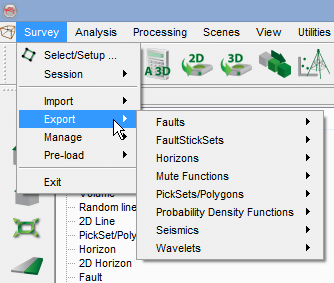 Survey Analysis Processing Scenes View Utilities
Select/Setup ...
Session
A 3D 2D 3D
Import
Export
Manage
Pre-load
Exit
Faults
FaultStickSets
Horizons
Mute Functions
PickSets/Polygons
Probability Density Functions
Seismics
Wavelets
Volume
Random line
2D Line
PickSet/P
Horizon
2D Horizon
Fault